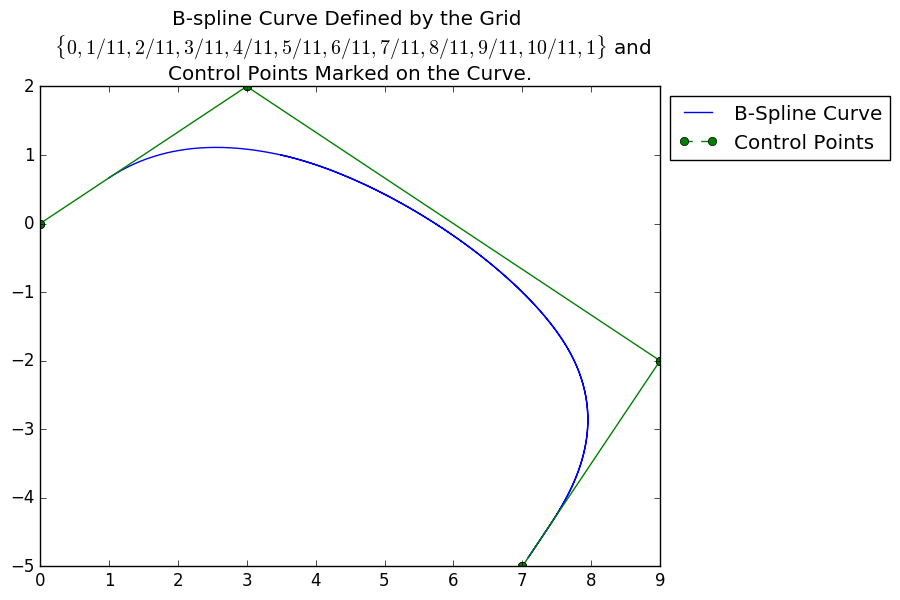 B-spline Curve Defined by the Grid
{0, 1/11, 2/11, 3/11, 4/11, 5/11, 6/11, 7/11, 8/11, 9/11, 10/11, 1} and
Control Points Marked on the Curve.
B-Spline Curve
Control Points
2
1
0
−1
−2
−3
−4
−5
0 1 2 3 4 5 6 7 8 9